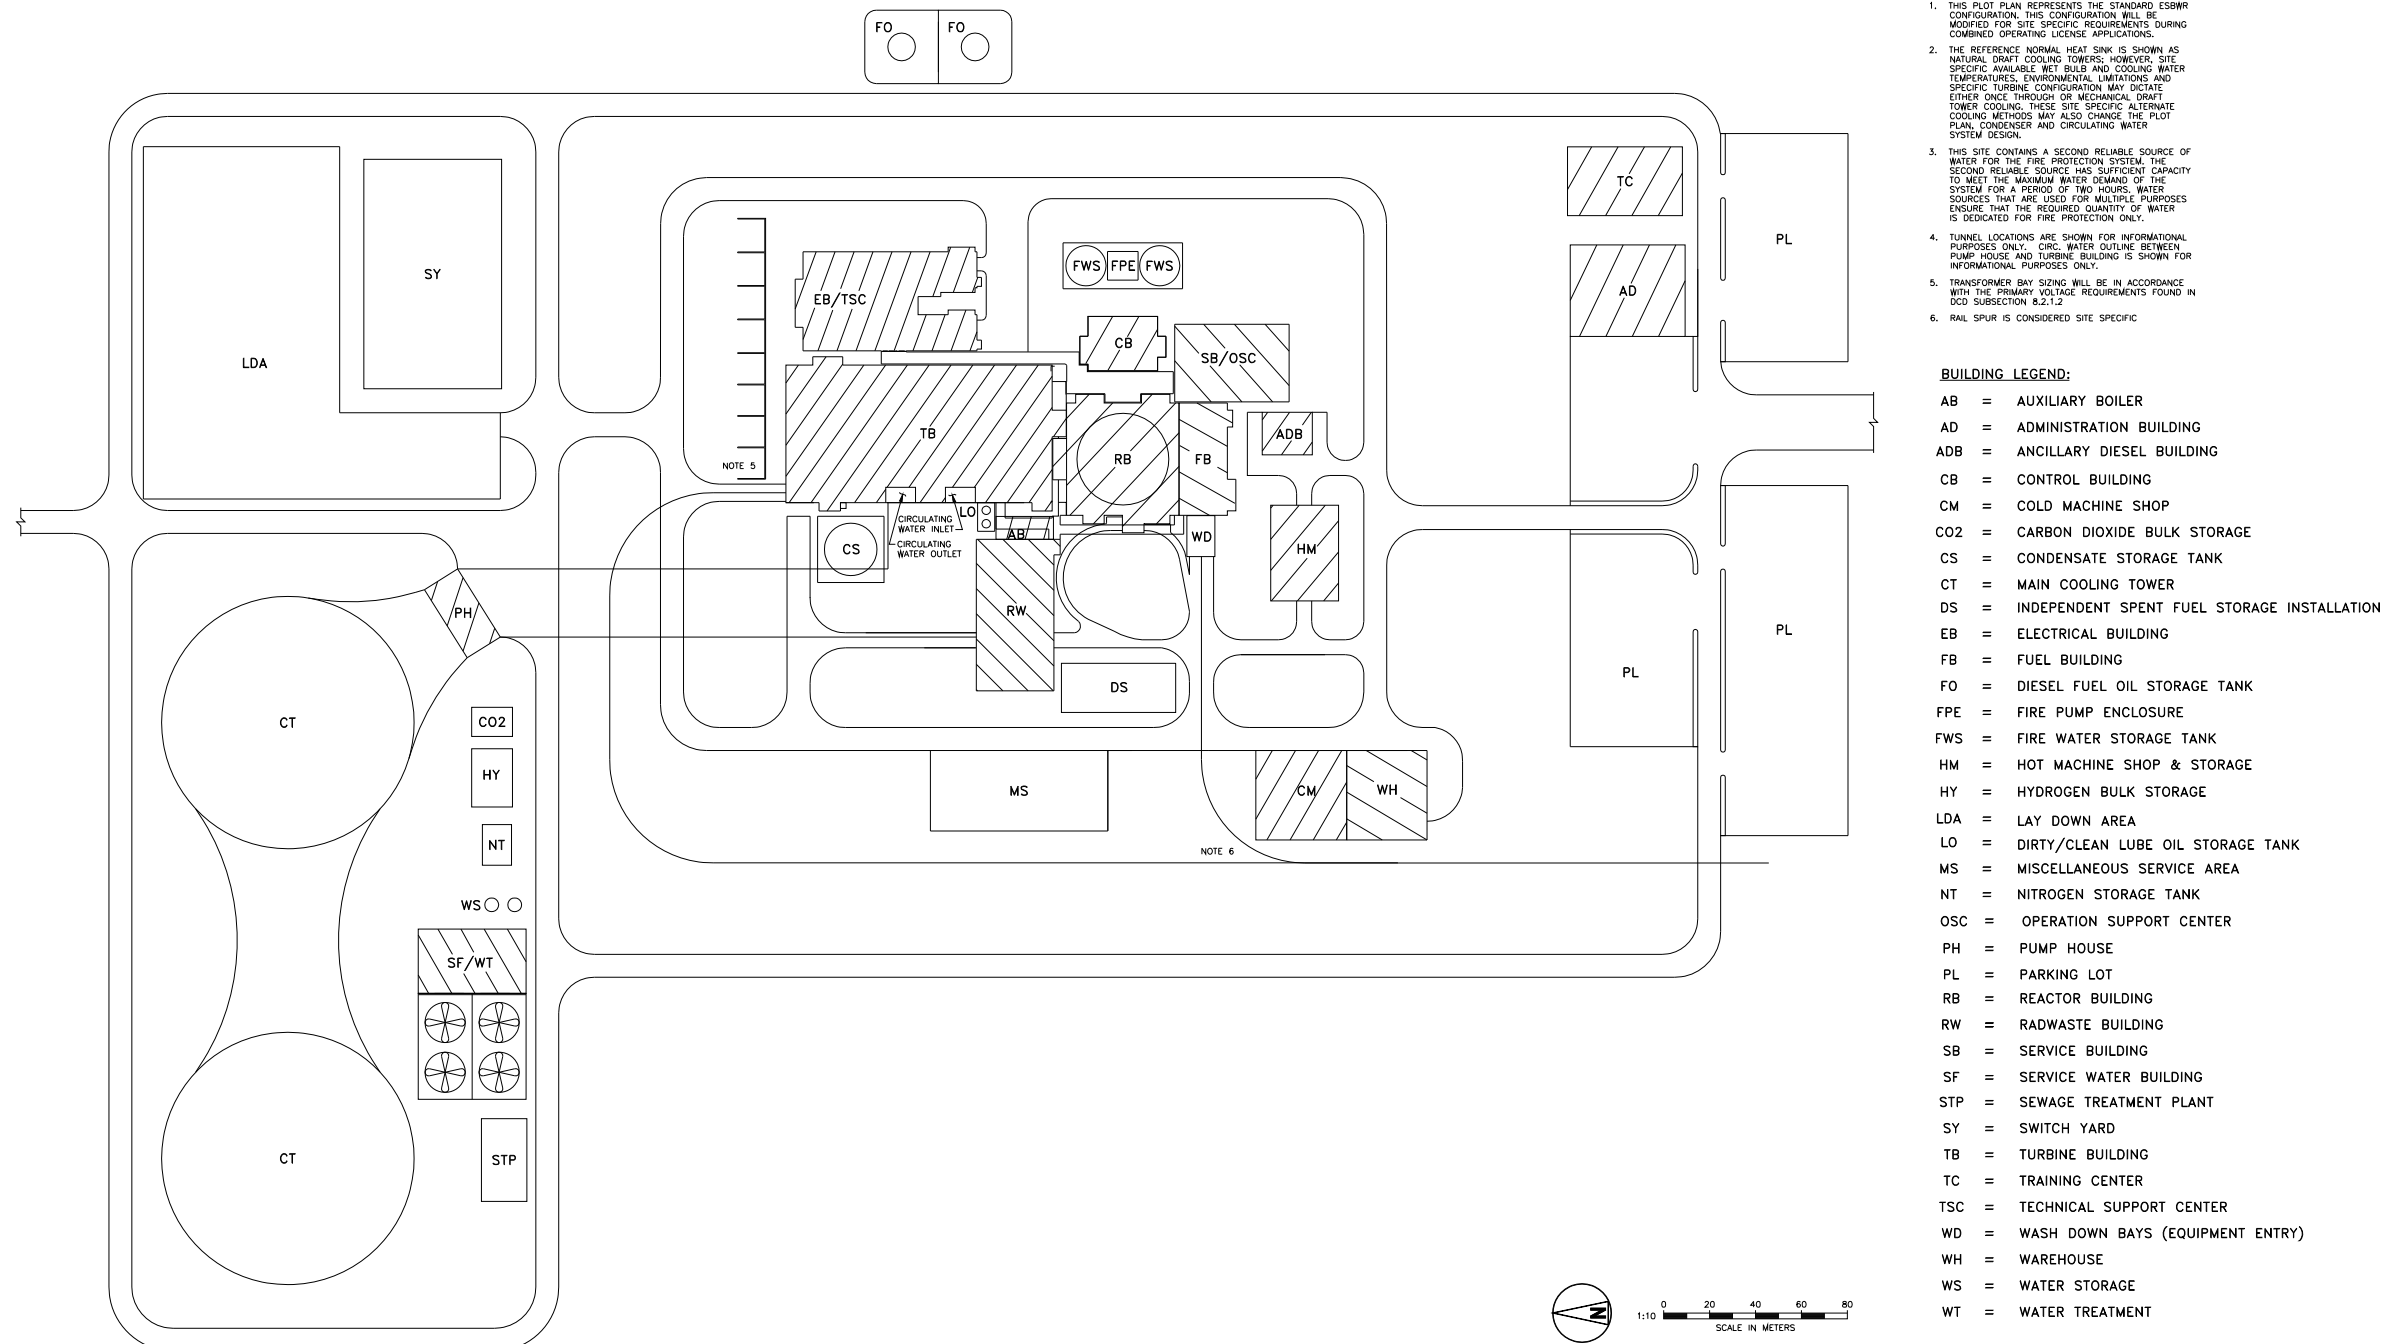 FO
FO
1. THIS PLOT PLAN REPRESENTS THE STANDARD ESBWR
CONFIGURATION. THIS CONFIGURATION WILL BE
MODIFIED FOR SITE SPECIFIC REQUIREMENTS DURING
COMBINED OPERATING LICENSE APPLICATIONS.
2. THE REFERENCE NORMAL HEAT SINK IS SHOWN AS
NATURAL DRAFT COOLING TOWERS; HOWEVER, SITE
SPECIFIC AVAILABLE WET BULB AND COOLING WATER
TEMPERATURES, ENVIRONMENTAL LIMITATIONS AND
SPECIFIC TURBINE CONFIGURATION MAY DICTATE
EITHER ONCE THROUGH OR MECHANICAL DRAFT
TOWER COOLING. THESE SITE SPECIFIC ALTERNATE
COOLING METHODS MAY ALSO CHANGE THE PLOT
PLAN, CONDENSER AND CIRCULATING WATER
SYSTEM DESIGN.
3. THIS SITE CONTAINS A SECOND RELIABLE SOURCE OF
WATER FOR THE FIRE PROTECTION SYSTEM. THE
SECOND RELIABLE SOURCE HAS SUFFICIENT CAPACITY
TO MEET THE MAXIMUM WATER DEMAND OF THE
SYSTEM FOR A PERIOD OF TWO HOURS. WATER
SOURCES THAT ARE USED FOR MULTIPLE PURPOSES
ENSURE THAT THE REQUIRED QUANTITY OF WATER
IS DEDICATED FOR FIRE PROTECTION ONLY.
4. TUNNEL LOCATIONS ARE SHOWN FOR INFORMATIONAL
PURPOSES ONLY. CIRC. WATER OUTLINE BETWEEN
PUMP HOUSE AND TURBINE BUILDING IS SHOWN FOR
INFORMATIONAL PURPOSES ONLY.
5. TRANSFORMER BAY SIZING WILL BE IN ACCORDANCE
WITH THE PRIMARY VOLTAGE REQUIREMENTS FOUND IN
DCD SUBSECTION 8.2.1.2
6. RAIL SPUR IS CONSIDERED SITE SPECIFIC
TC
PL
SY
FWS
FPE
FWS
AD
EB/TSC
CB
SB/OSC
LDA
TB
ADB
RB
FB
NOTE 5
LO
CIRCULATING
WATER INLET
CIRCULATING
WATER OUTLET
AB
WD
CS
HM
PH
RW
PL
PL
DS
CT
CO2
HY
MS
CM
WH
NT
NOTE 6
WS
SF/WT
CT
STP
BUILDING LEGEND:
AB = AUXILIARY BOILER
AD = ADMINISTRATION BUILDING
ADB = ANCILLARY DIESEL BUILDING
CB = CONTROL BUILDING
CM = COLD MACHINE SHOP
CO2 = CARBON DIOXIDE BULK STORAGE
CS = CONDENSATE STORAGE TANK
CT = MAIN COOLING TOWER
DS = INDEPENDENT SPENT FUEL STORAGE INSTALLATION
EB = ELECTRICAL BUILDING
FB = FUEL BUILDING
FO = DIESEL FUEL OIL STORAGE TANK
FPE = FIRE PUMP ENCLOSURE
FWS = FIRE WATER STORAGE TANK
HM = HOT MACHINE SHOP & STORAGE
HY = HYDROGEN BULK STORAGE
LDA = LAY DOWN AREA
LO = DIRTY/CLEAN LUBE OIL STORAGE TANK
MS = MISCELLANEOUS SERVICE AREA
NT = NITROGEN STORAGE TANK
OSC = OPERATION SUPPORT CENTER
PH = PUMP HOUSE
PL = PARKING LOT
RB = REACTOR BUILDING
RW = RADWASTE BUILDING
SB = SERVICE BUILDING
SF = SERVICE WATER BUILDING
STP = SEWAGE TREATMENT PLANT
SY = SWITCH YARD
TB = TURBINE BUILDING
TC = TRAINING CENTER
TSC = TECHNICAL SUPPORT CENTER
WD = WASH DOWN BAYS (EQUIPMENT ENTRY)
WH = WAREHOUSE
WS = WATER STORAGE
WT = WATER TREATMENT
N
1:10
0 20 40 60 80
SCALE IN METERS